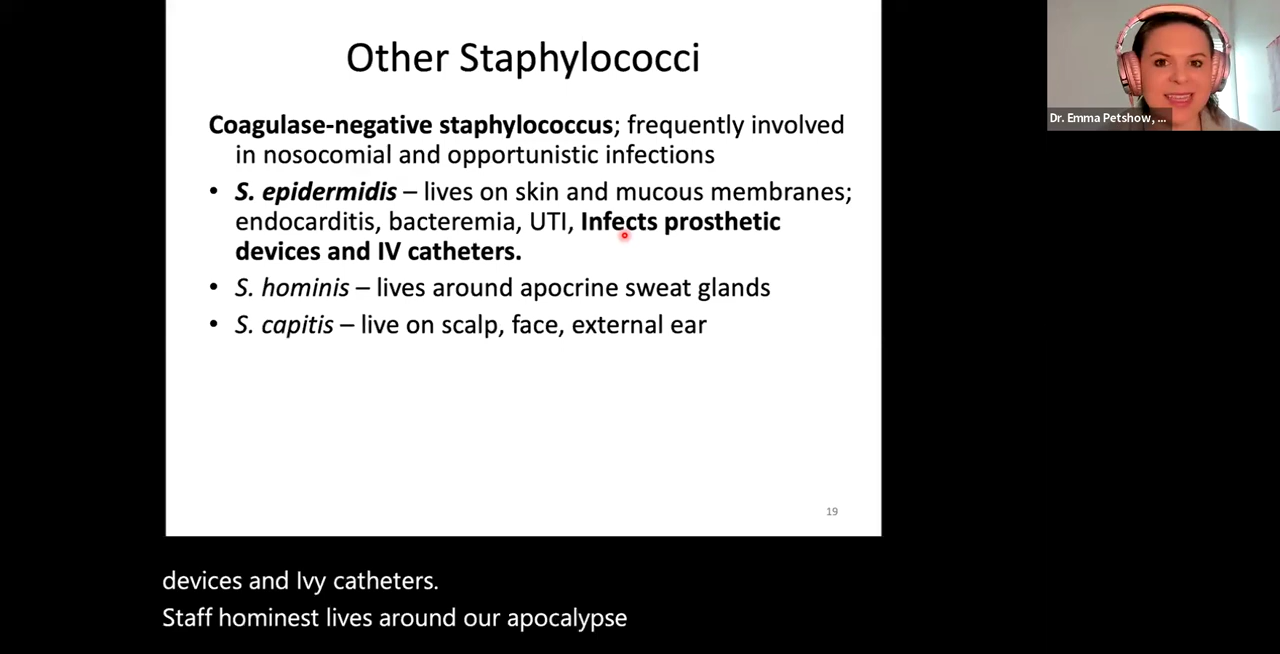 Other Staphylococci
Coagulase-negative staphylococcus; frequently involved
in nosocomial and opportunistic infections
• S. epidermidis – lives on skin and mucous membranes;
endocarditis, bacteremia, UTI, Infects prosthetic
devices and IV catheters.
• S. hominis – lives around apocrine sweat glands
• S. capitis – live on scalp, face, external ear
19
Dr. Emma Petshow, ...
devices and Ivy catheters.
Staff hominest lives around our apocalypse